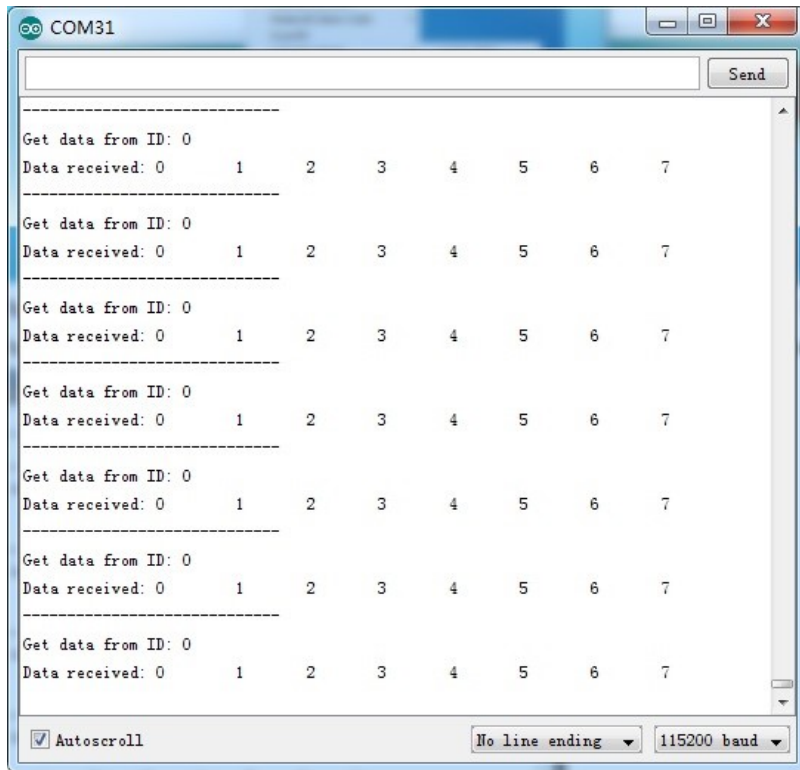 COM31
Send
-----------------------------
Get data from ID: 0
Data received: 0 1 2 3 4 5 6 7
-----------------------------
Get data from ID: 0
Data received: 0 1 2 3 4 5 6 7
-----------------------------
Get data from ID: 0
Data received: 0 1 2 3 4 5 6 7
-----------------------------
Get data from ID: 0
Data received: 0 1 2 3 4 5 6 7
-----------------------------
Get data from ID: 0
Data received: 0 1 2 3 4 5 6 7
-----------------------------
Get data from ID: 0
Data received: 0 1 2 3 4 5 6 7
-----------------------------
Get data from ID: 0
Data received: 0 1 2 3 4 5 6 7
Autoscroll No line ending 115200 baud